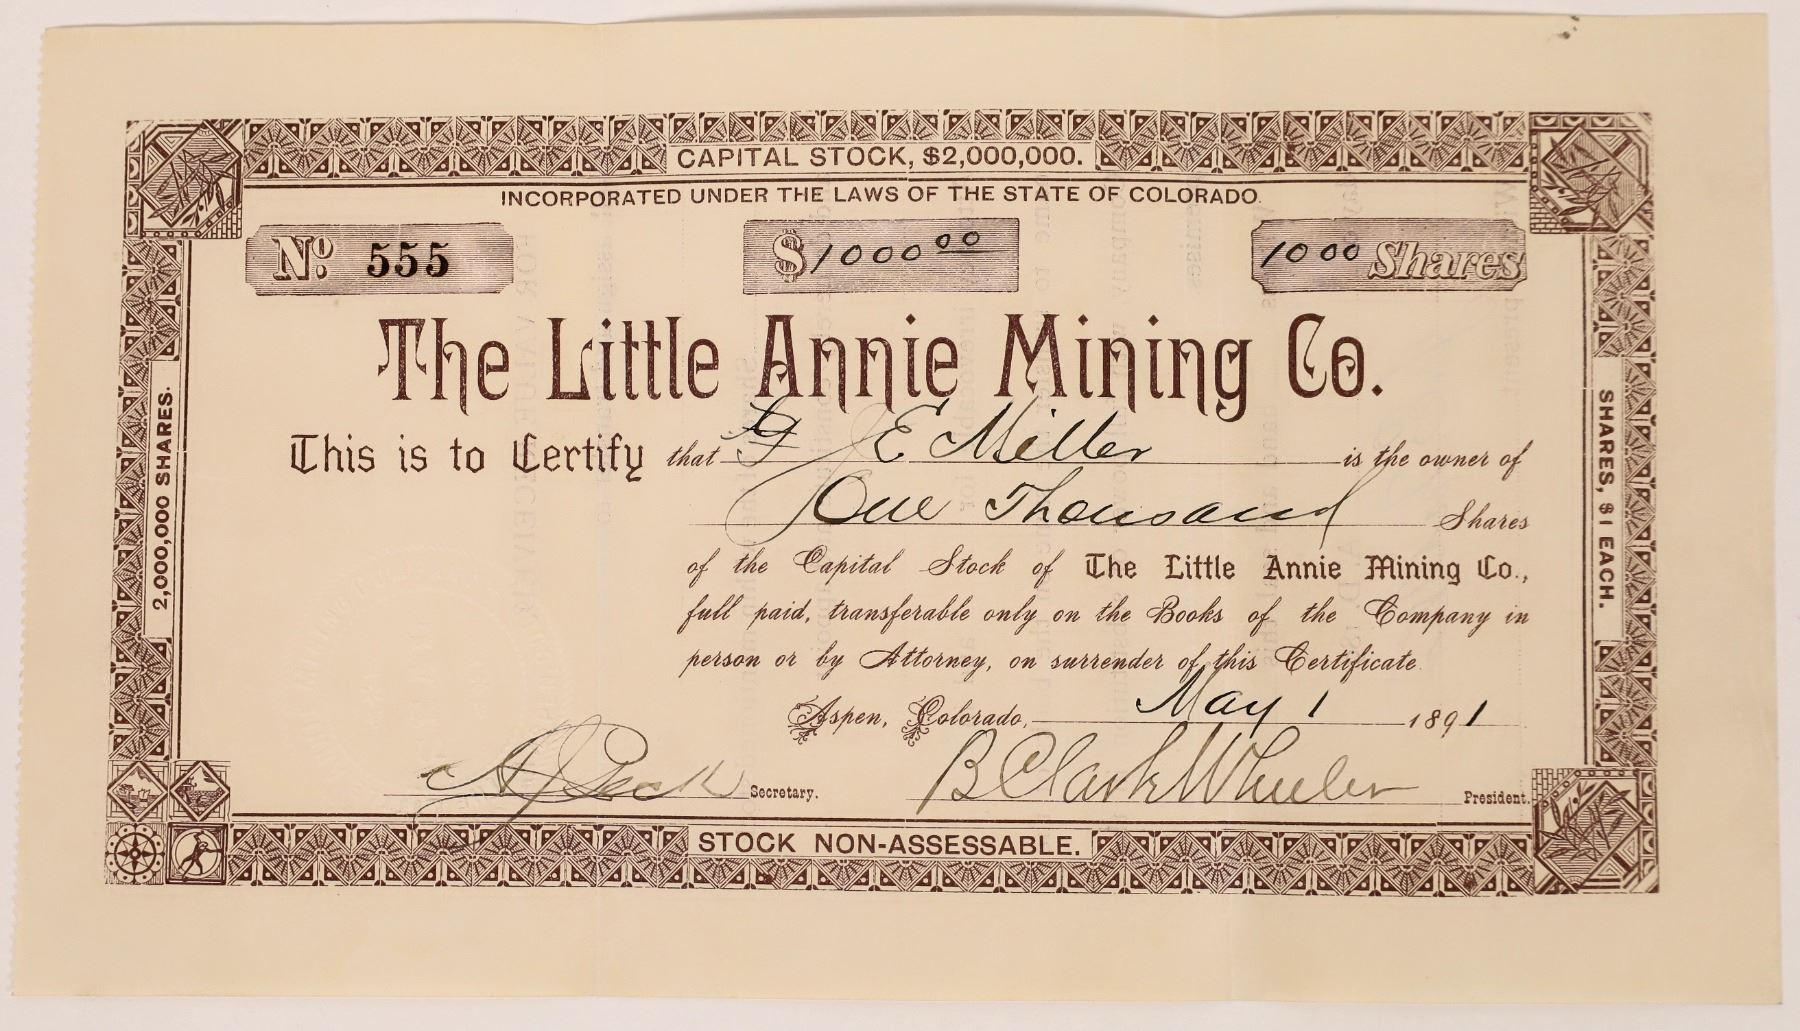 CAPITAL STOCK, $2,000,000.
INCORPORATED UNDER THE LAWS OF THE STATE OF COLORADO.
No. 555 $1000 00 1000 Shares
The Little Annie Mining Co.
This is to Certify that E Miller is the owner of
One Thousand Shares
of the Capital Stock of The Little Annie Mining Co.,
full paid, transferable only on the Books of the Company in
person or by Attorney, on surrender of this Certificate.
Aspen, Colorado, May 1 1891
A J Peck Secretary. B Clark Wheeler President.
STOCK NON-ASSESSABLE.
2,000,000 SHARES.
SHARES, $1 EACH.